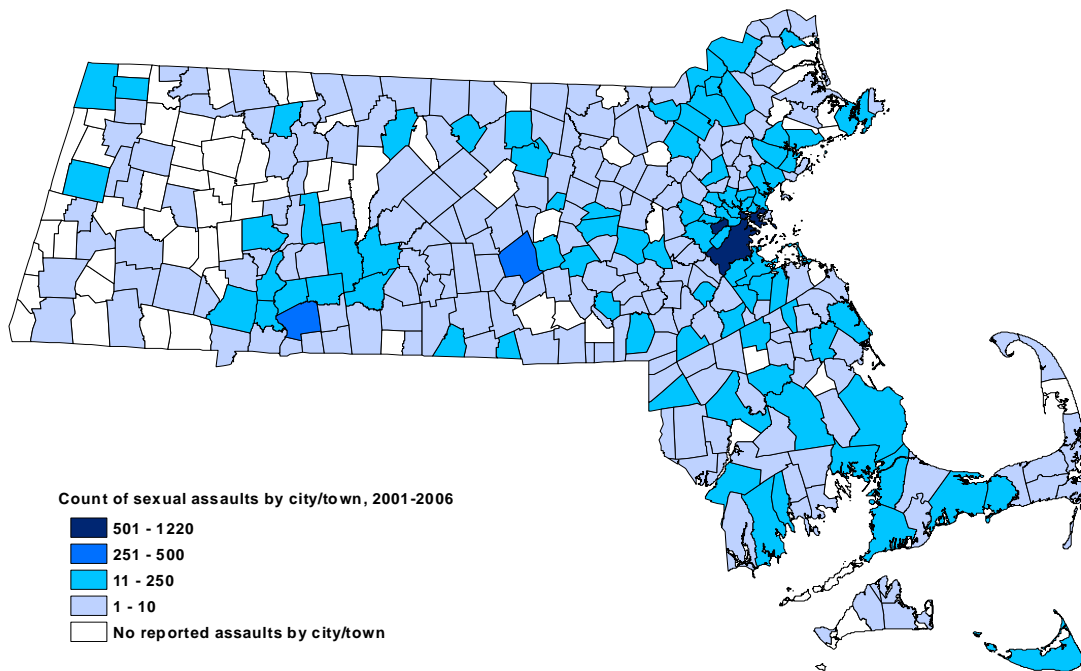 Count of sexual assaults by city/town, 2001-2006
501 - 1220
251 - 500
11 - 250
1 - 10
No reported assaults by city/town